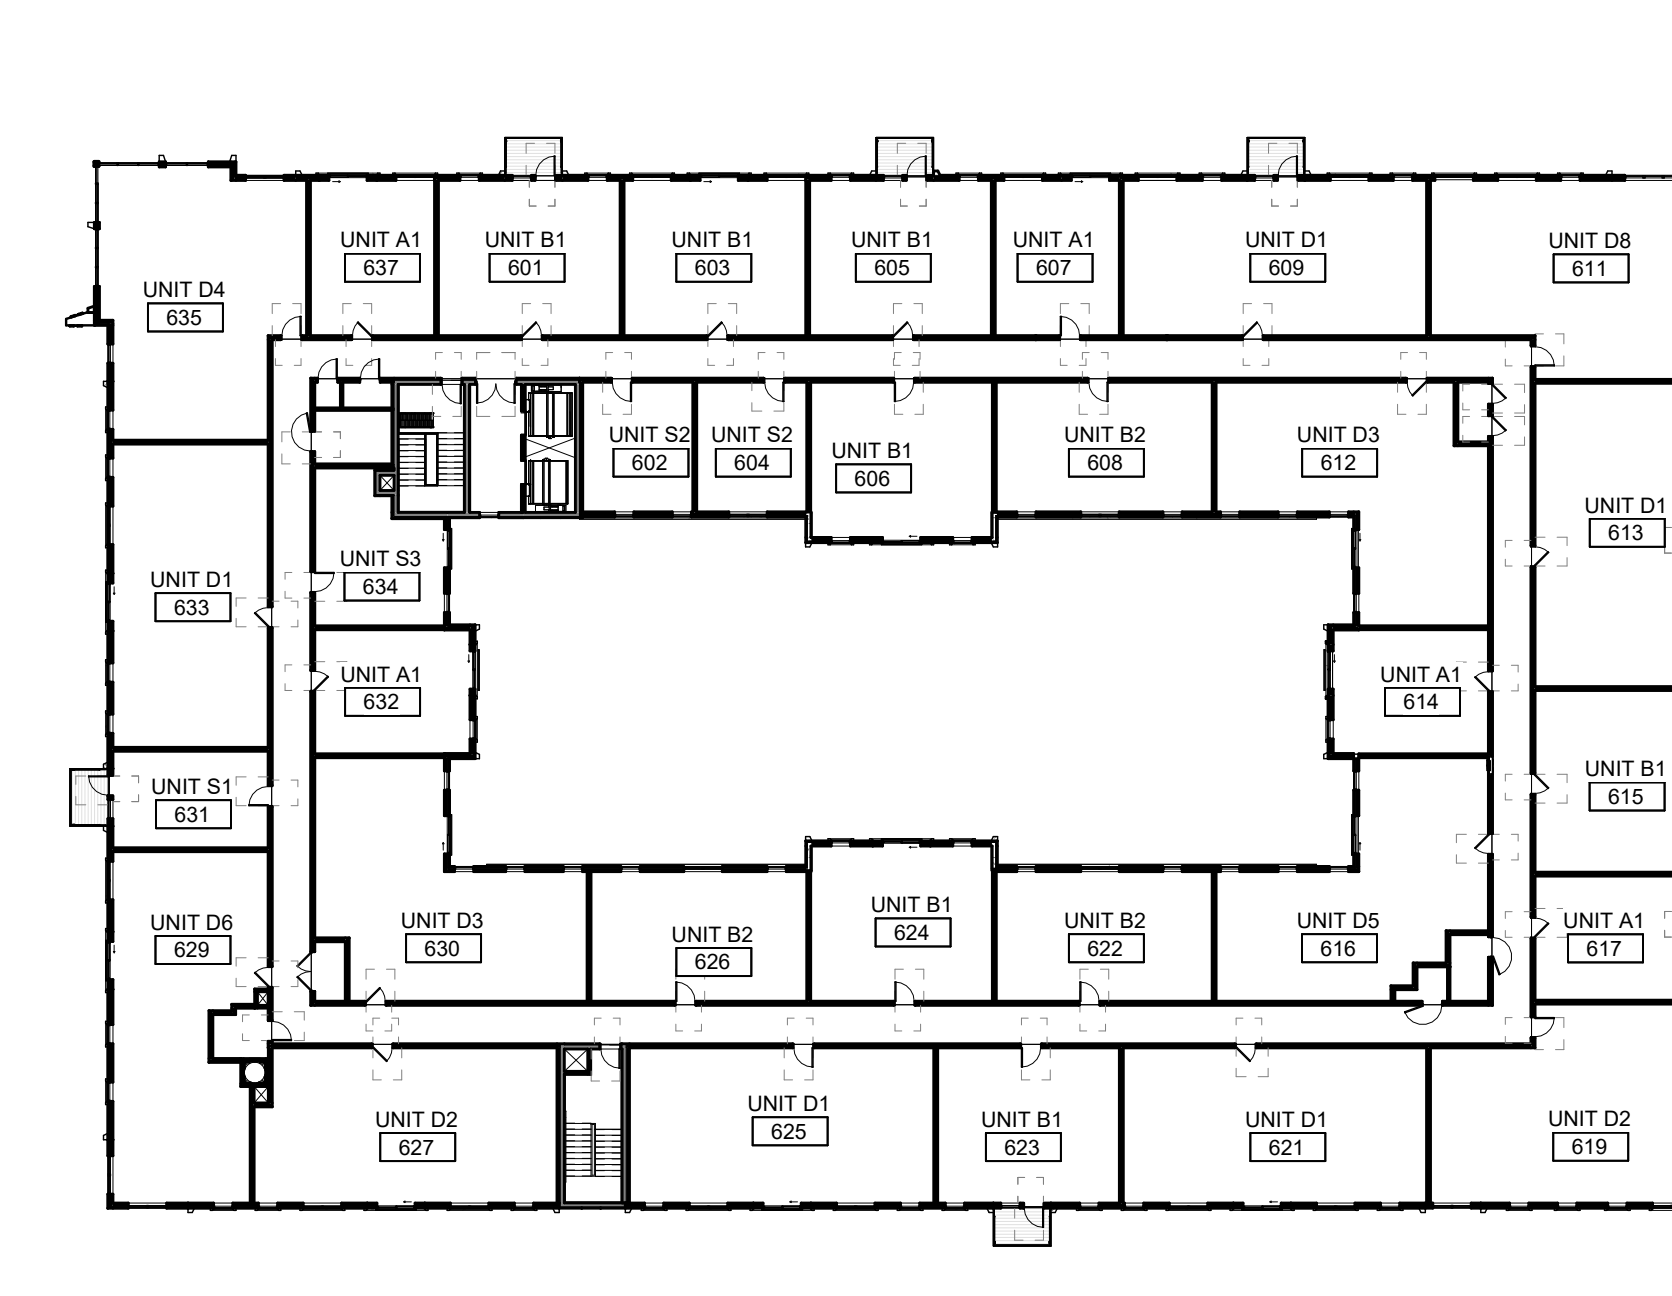 UNIT A1
637
UNIT B1
601
UNIT B1
603
UNIT B1
605
UNIT A1
607
UNIT D1
609
UNIT D8
611
UNIT D4
635
UNIT S2
602
UNIT S2
604
UNIT B1
606
UNIT B2
608
UNIT D3
612
UNIT D1
613
UNIT S3
634
UNIT D1
633
UNIT A1
632
UNIT A1
614
UNIT S1
631
UNIT B1
615
UNIT D6
629
UNIT D3
630
UNIT B2
626
UNIT B1
624
UNIT B2
622
UNIT D5
616
UNIT A1
617
UNIT D2
627
UNIT D1
625
UNIT B1
623
UNIT D1
621
UNIT D2
619